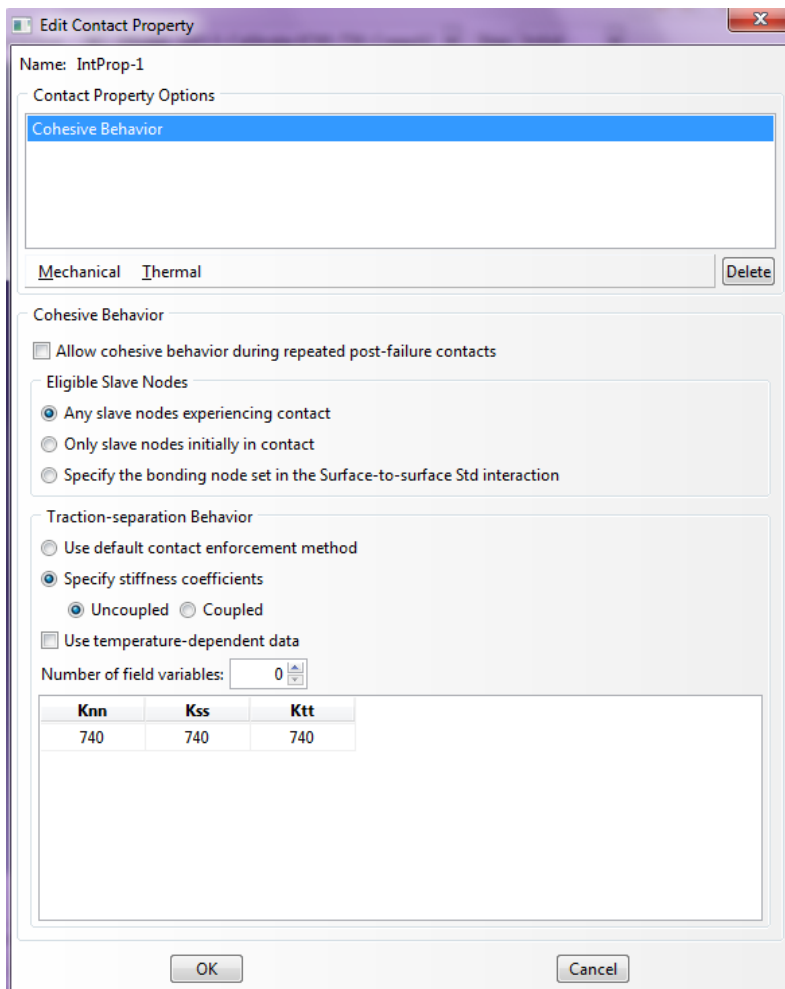 Edit Contact Property
Name: IntProp-1
Contact Property Options
Cohesive Behavior
Mechanical Thermal Delete
Cohesive Behavior
Allow cohesive behavior during repeated post-failure contacts
Eligible Slave Nodes
Any slave nodes experiencing contact
Only slave nodes initially in contact
Specify the bonding node set in the Surface-to-surface Std interaction
Traction-separation Behavior
Use default contact enforcement method
Specify stiffness coefficients
Uncoupled Coupled
Use temperature-dependent data
Number of field variables: 0
Knn Kss Ktt
740 740 740
OK Cancel